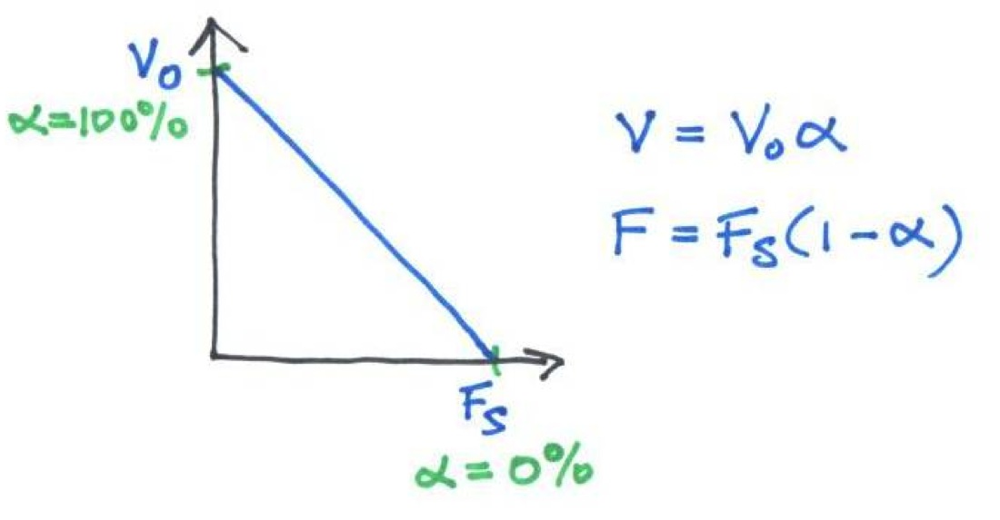 V₀
α=100%
V = V₀α
F = Fₛ(1-α)
Fₛ
α = 0%